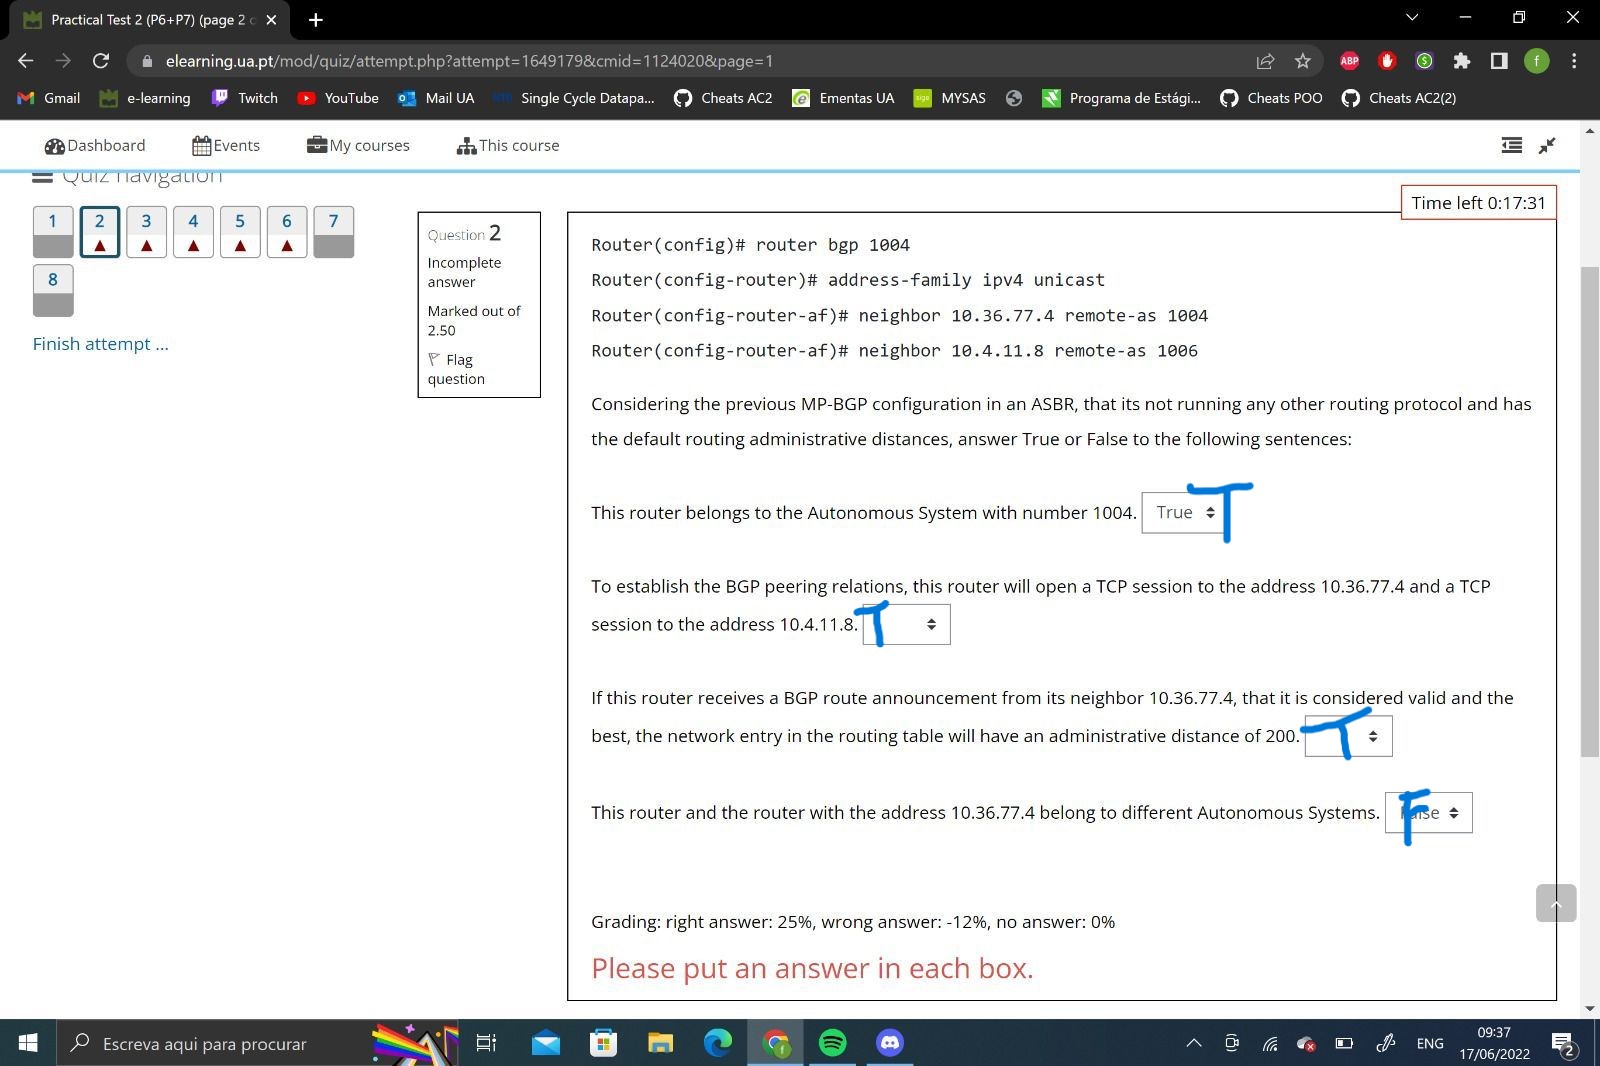 Practical Test 2 (P6+P7) (page 2
elearning.ua.pt/mod/quiz/attempt.php?attempt=1649179&cmid=1124020&page=1
ABP
f
Gmail e-learning Twitch YouTube Mail UA Single Cycle Datapa... Cheats AC2 Ementas UA MYSAS Programa de Estági... Cheats POO Cheats AC2(2)
Dashboard Events My courses This course
Quiz navigation
Time left 0:17:31
1 2 3 4 5 6 7
8
Finish attempt ...
Question 2
Incomplete
answer
Marked out of
2.50
Flag
question
Router(config)# router bgp 1004
Router(config-router)# address-family ipv4 unicast
Router(config-router-af)# neighbor 10.36.77.4 remote-as 1004
Router(config-router-af)# neighbor 10.4.11.8 remote-as 1006
Considering the previous MP-BGP configuration in an ASBR, that its not running any other routing protocol and has
the default routing administrative distances, answer True or False to the following sentences:
This router belongs to the Autonomous System with number 1004. True T
To establish the BGP peering relations, this router will open a TCP session to the address 10.36.77.4 and a TCP
session to the address 10.4.11.8. T
If this router receives a BGP route announcement from its neighbor 10.36.77.4, that it is considered valid and the
best, the network entry in the routing table will have an administrative distance of 200. T
This router and the router with the address 10.36.77.4 belong to different Autonomous Systems. False F
Grading: right answer: 25%, wrong answer: -12%, no answer: 0%
Please put an answer in each box.
Escreva aqui para procurar
ENG
09:37
17/06/2022
2